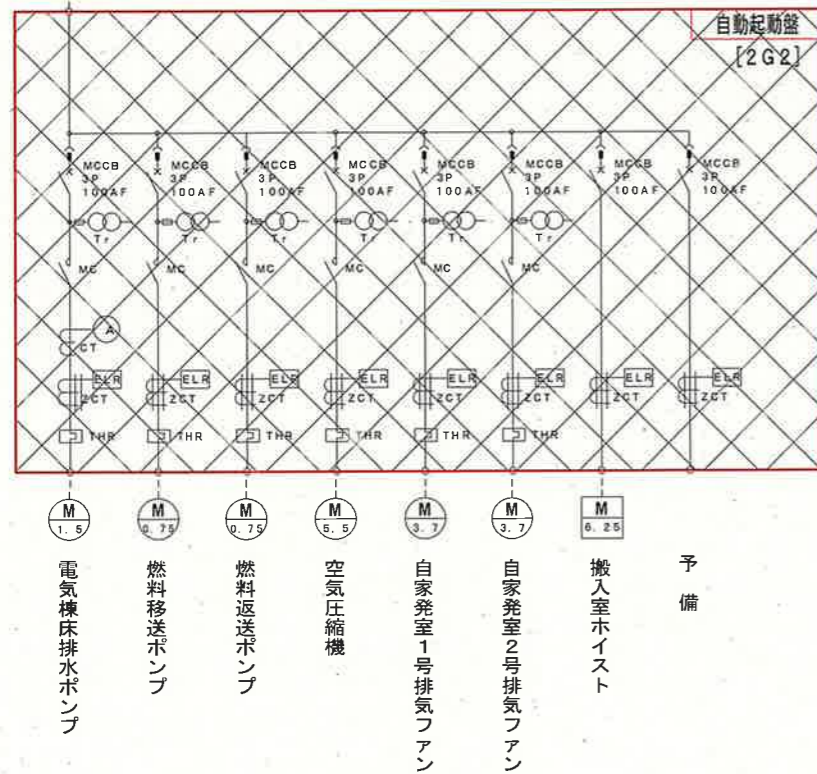 自動起動盤
[2G2]
MCCB
3P
100AF
MCCB
3P
100AF
MCCB
3P
100AF
MCCB
3P
100AF
MCCB
3P
100AF
MCCB
3P
100AF
MCCB
3P
100AF
MCCB
3P
100AF
Tr
Tr
Tr
Tr
Tr
Tr
MC
MC
MC
MC
MC
MC
A
CT
ELR
ELR
ELR
ELR
ELR
ELR
ELR
ELR
ZCT
ZCT
ZCT
ZCT
ZCT
ZCT
ZCT
ZCT
THR
THR
THR
THR
THR
THR
M
1.5
M
0.75
M
0.75
M
5.5
M
3.7
M
3.7
M
6.25
電気棟床排水ポンプ
燃料移送ポンプ
燃料返送ポンプ
空気圧縮機
自家発室1号排気ファン
自家発室2号排気ファン
搬入室ホイスト
予備